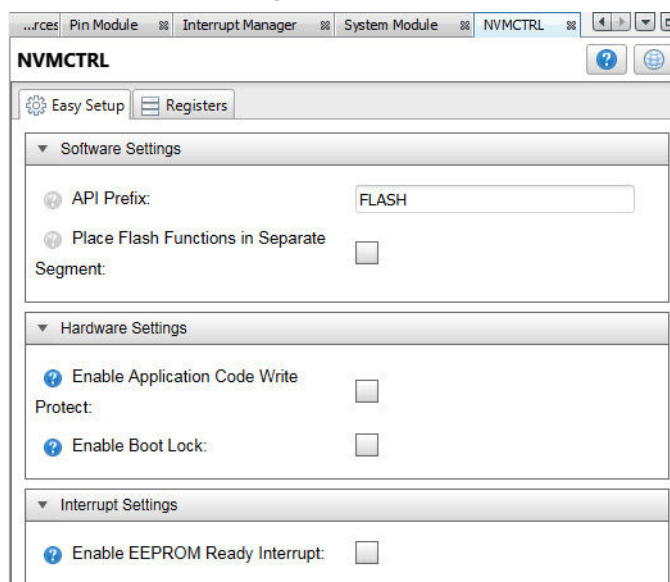 ...rces Pin Module Interrupt Manager System Module NVMCTRL
NVMCTRL
Easy Setup Registers
Software Settings
API Prefix: FLASH
Place Flash Functions in Separate
Segment:
Hardware Settings
Enable Application Code Write
Protect:
Enable Boot Lock:
Interrupt Settings
Enable EEPROM Ready Interrupt: